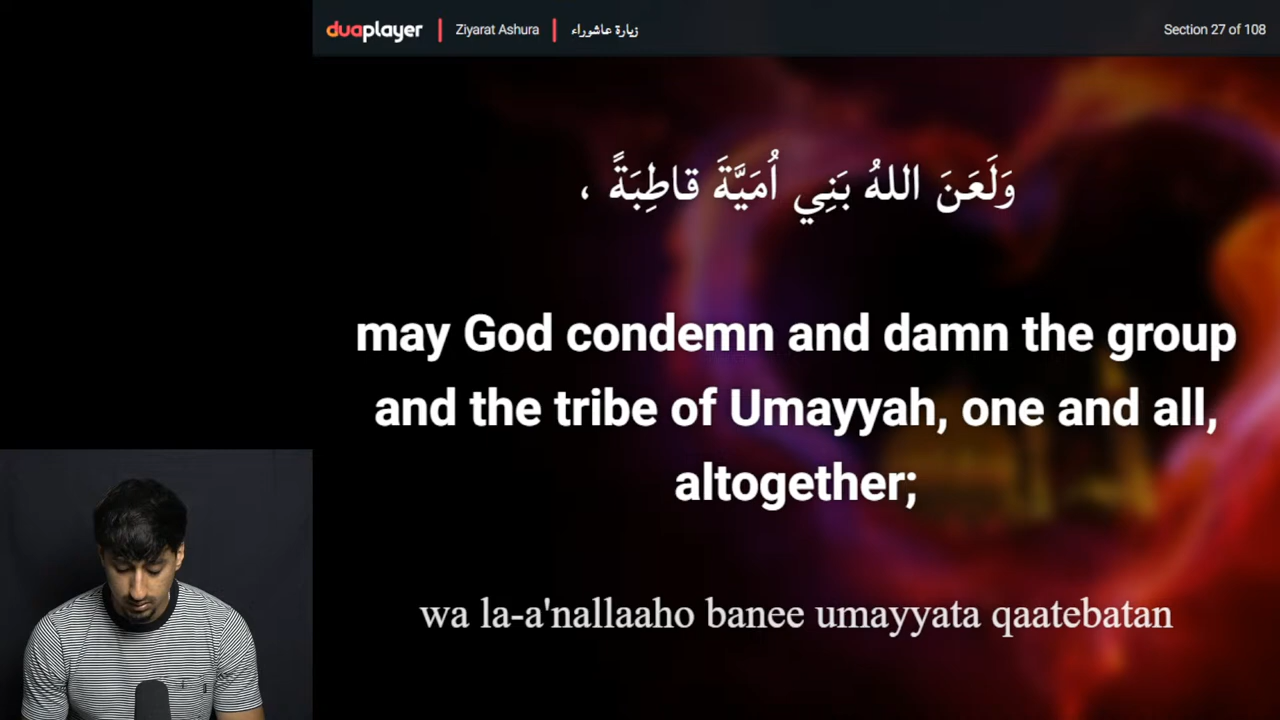 duaplayer | Ziyarat Ashura | زيارة عاشوراء
Section 27 of 108
وَلَعَنَ اللهُ بَنِي اُمَيَّةَ قاطِبَةً ،
may God condemn and damn the group
and the tribe of Umayyah, one and all,
altogether;
wa la-a'nallaaho banee umayyata qaatebatan